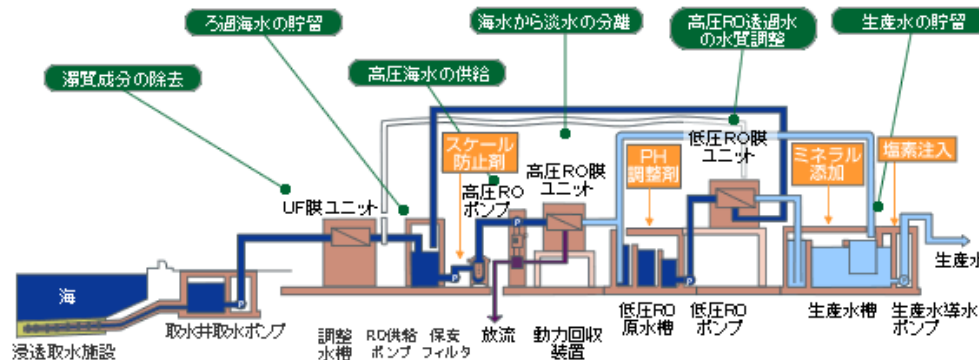 ろ過海水の貯留
海水から淡水の分離
高圧RO透過水
の水質調整
生産水の貯留
濁質成分の除去
高圧海水の供給
スケール
防止剤
高圧RO膜
ユニット
PH
調整剤
低圧RO膜
ユニット
ミネラル
添加
塩素注入
高圧RO
ポンプ
UF膜ユニット
P
P
P
P
P
生産水
海
取水井
取水ポンプ
浸透取水施設
調整
水槽
RO供給
ポンプ
保安
フィルタ
放流
動力回収
装置
低圧RO
原水槽
低圧RO
ポンプ
生産水槽
生産水導水
ポンプ